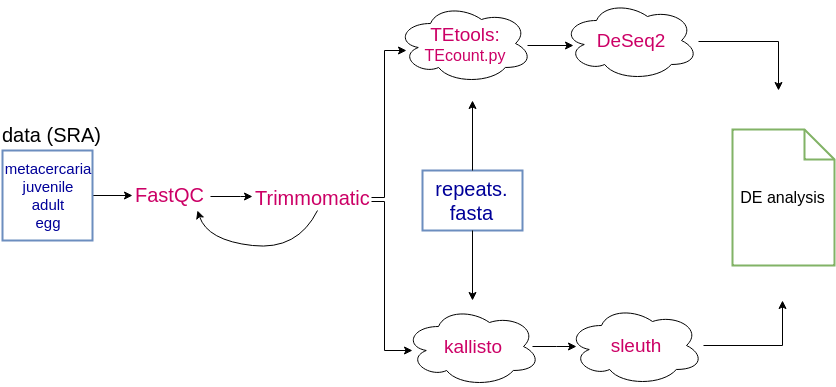 data (SRA)
metacercaria
juvenile
adult
egg
FastQC
Trimmomatic
TEtools:
TEcount.py
DeSeq2
repeats.
fasta
kallisto
sleuth
DE analysis